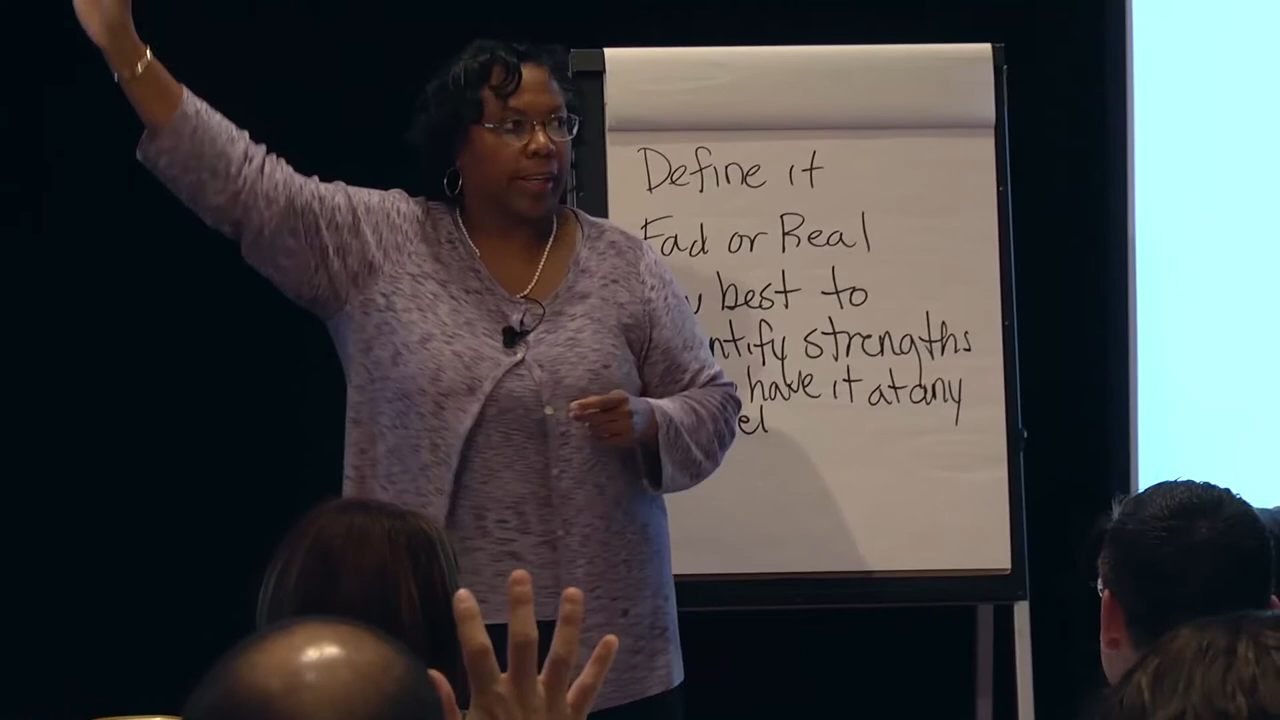 Define it
Fad or Real
best to
ntify strengths
have it at any
el